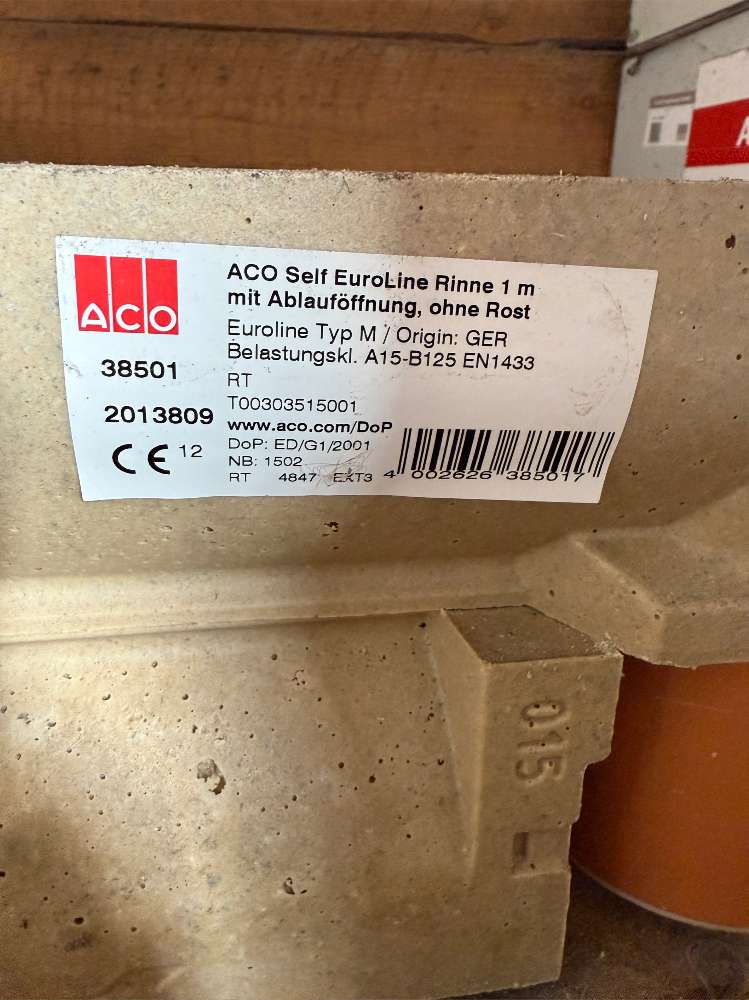 ACO
38501
2013809
CE 12
ACO Self EuroLine Rinne 1 m
mit Ablauföffnung, ohne Rost
Euroline Typ M / Origin: GER
Belastungskl. A15-B125 EN1433
RT
T00303515001
www.aco.com/DoP
DoP: ED/G1/2001
NB: 1502
RT 4847 EXT3
4 002626 385017
015
A